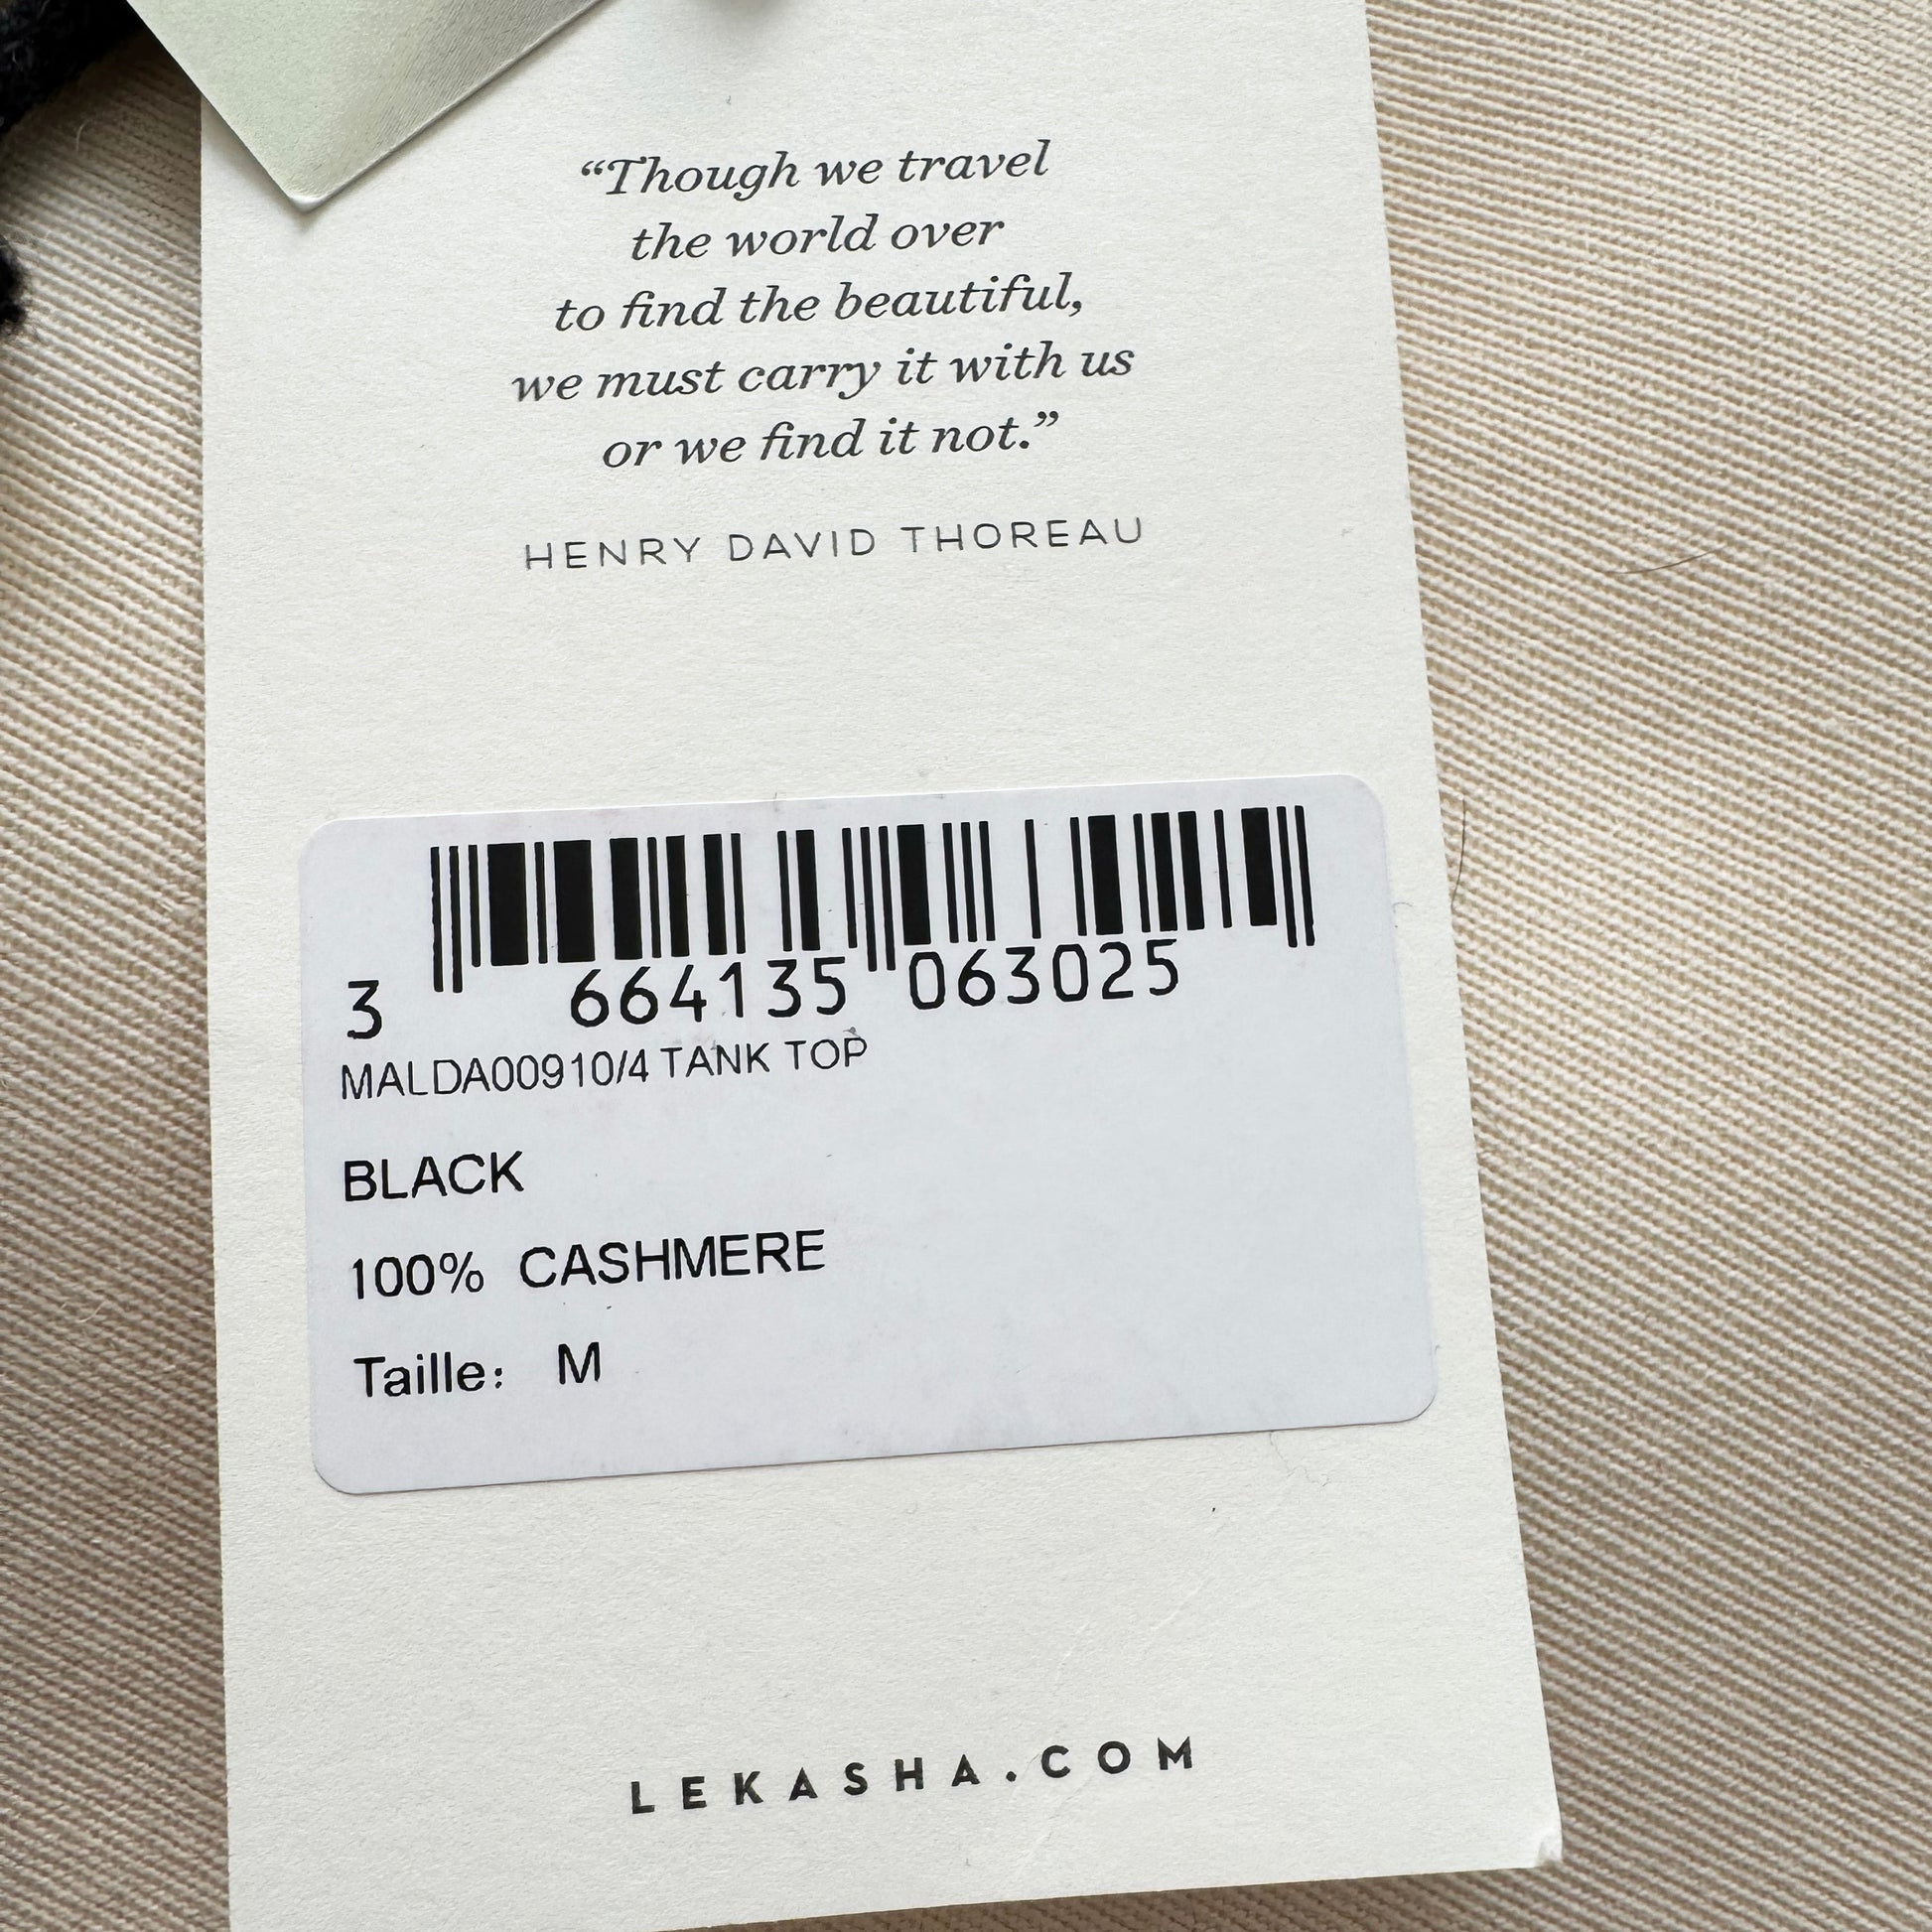 “Though we travel
the world over
to find the beautiful,
we must carry it with us
or we find it not.”
HENRY DAVID THOREAU
3 664135 063025
MALDA00910/4 TANK TOP
BLACK
100% CASHMERE
Taille: M
LEKASHA.COM